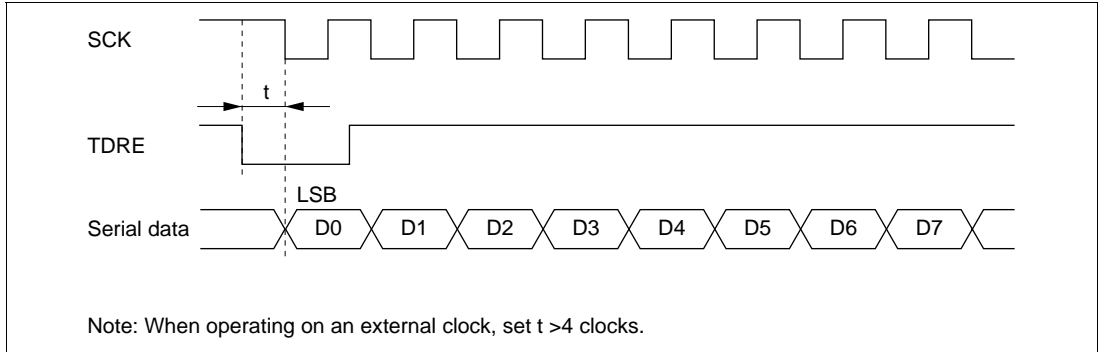 SCK
t
TDRE
LSB
Serial data D0 D1 D2 D3 D4 D5 D6 D7
Note: When operating on an external clock, set t >4 clocks.